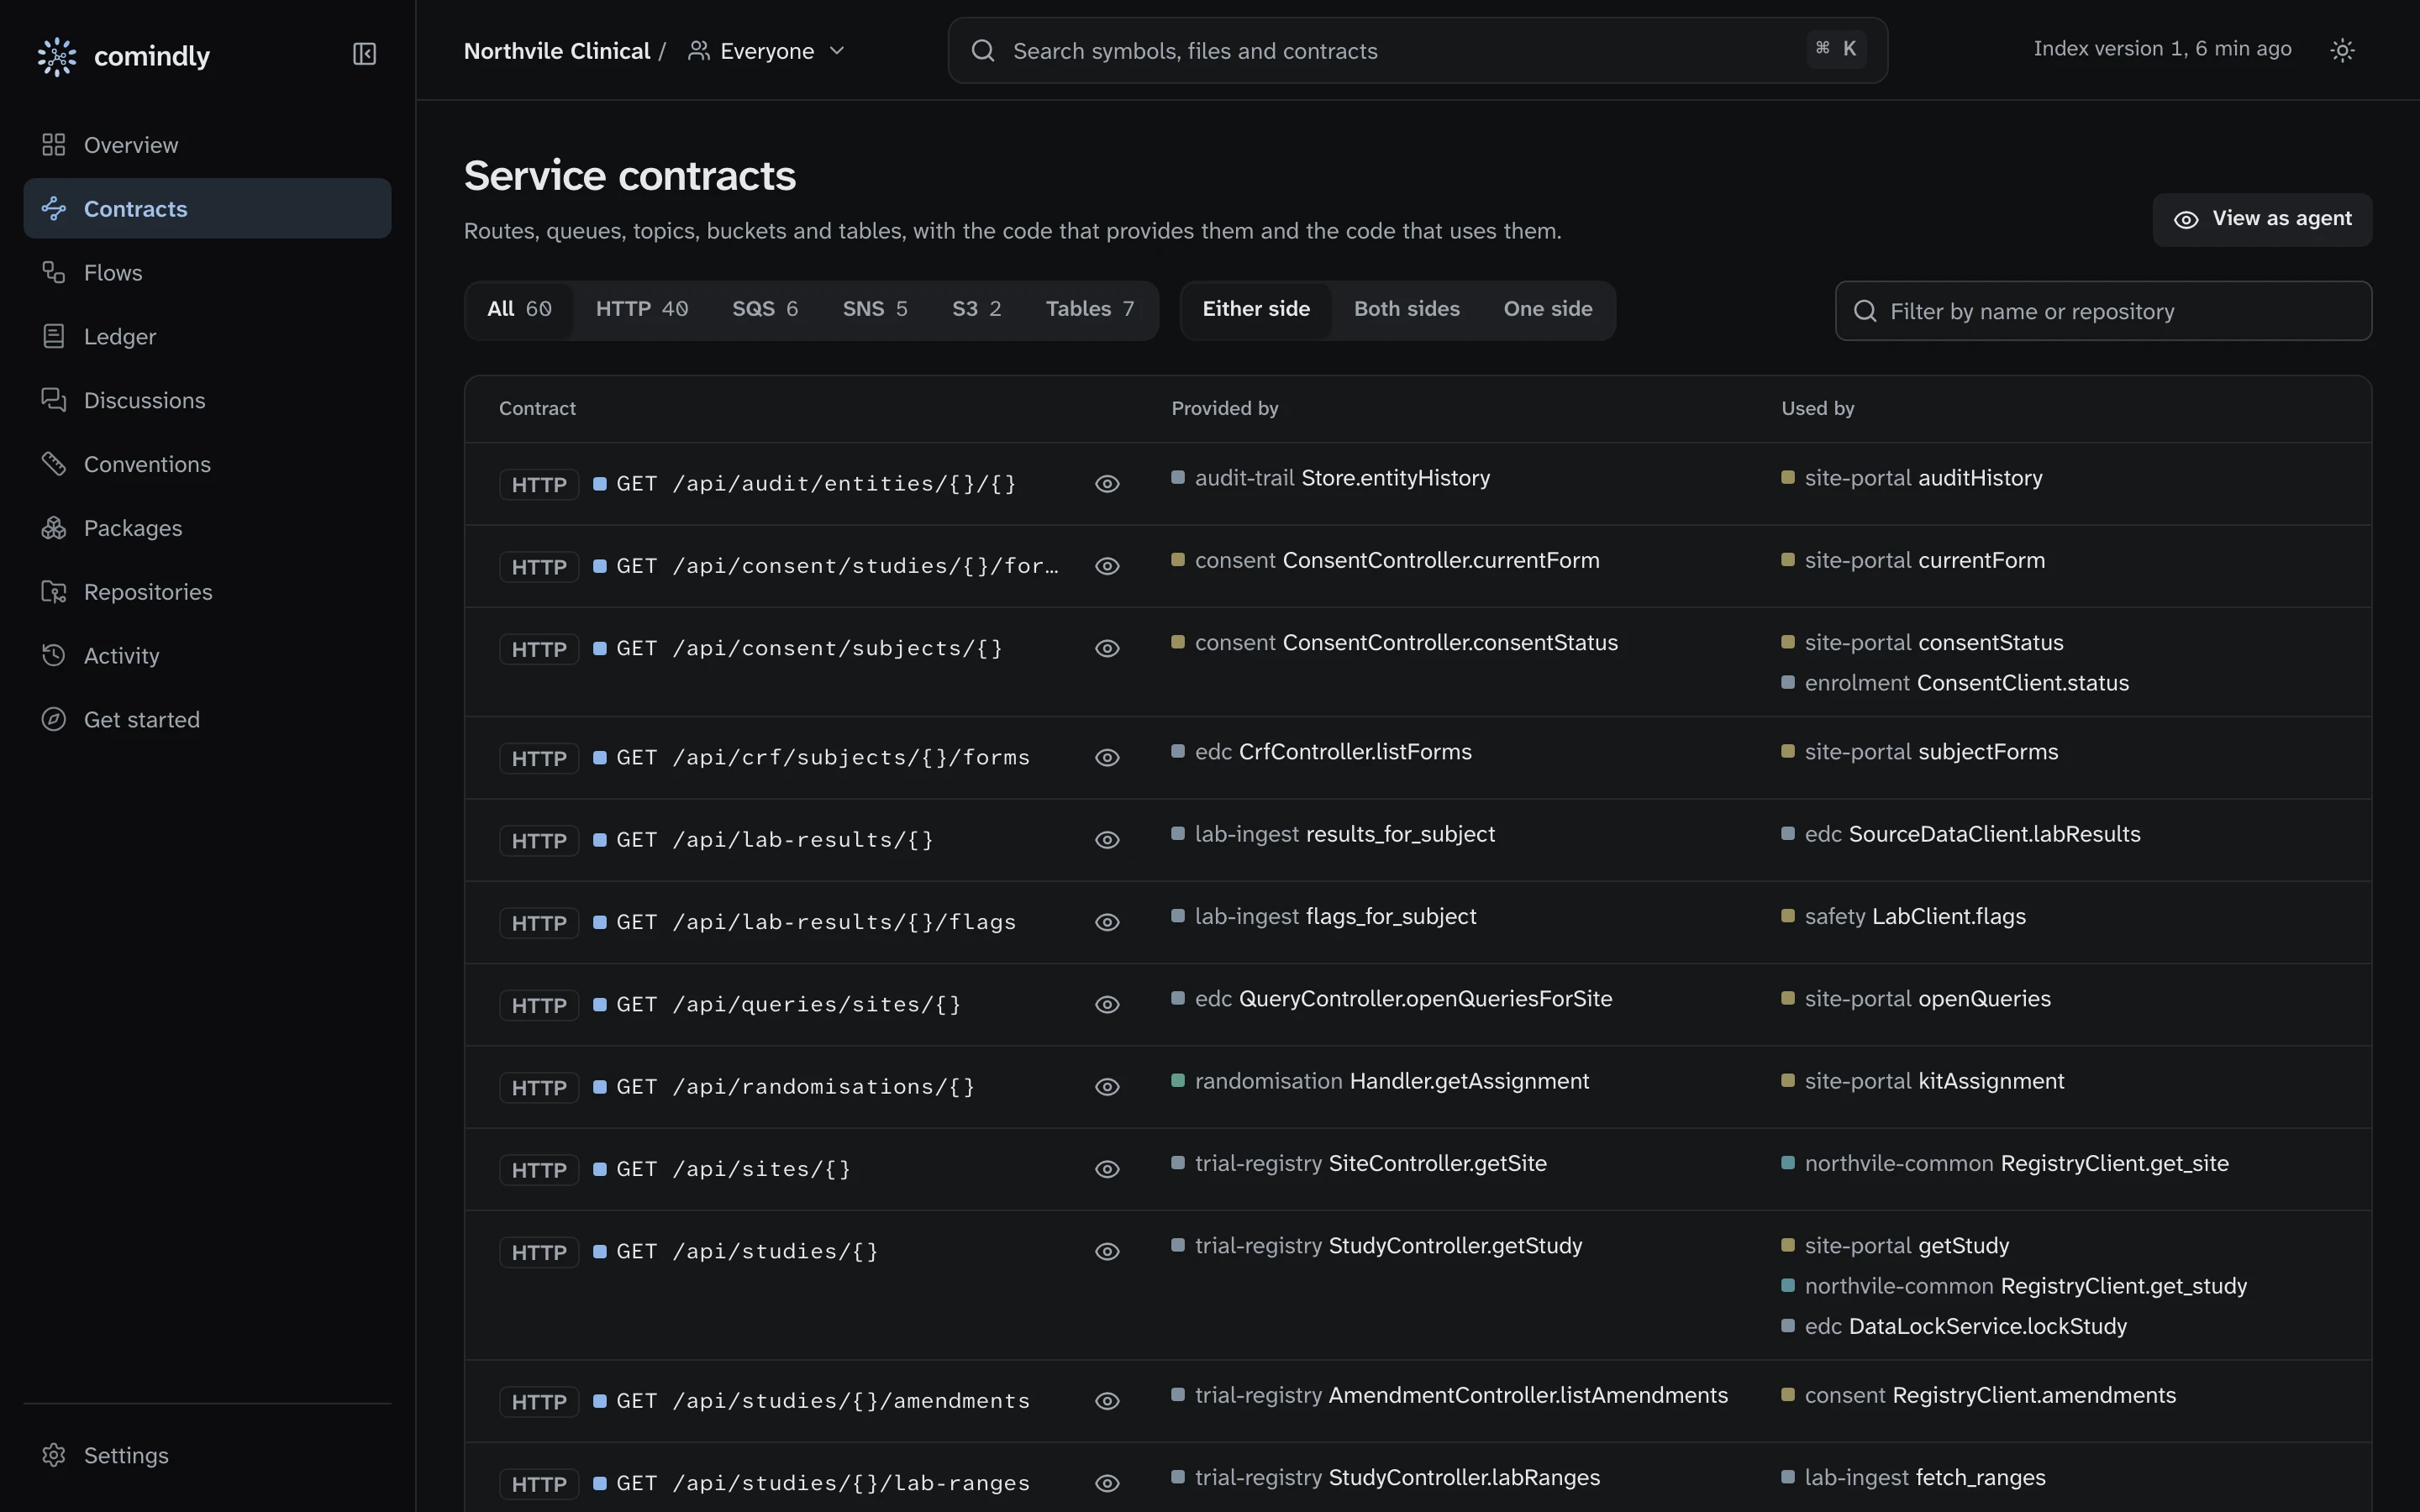 comindly
Northvile Clinical / Everyone
Search symbols, files and contracts ⌘ K
Index version 1, 6 min ago
Overview
Contracts
Flows
Ledger
Discussions
Conventions
Packages
Repositories
Activity
Get started
Settings
Service contracts
Routes, queues, topics, buckets and tables, with the code that provides them and the code that uses them.
View as agent
All 60 HTTP 40 SQS 6 SNS 5 S3 2 Tables 7
Either side Both sides One side
Filter by name or repository
Contract Provided by Used by
HTTP GET /api/audit/entities/{}/{} audit-trail Store.entityHistory site-portal auditHistory
HTTP GET /api/consent/studies/{}/for… consent ConsentController.currentForm site-portal currentForm
HTTP GET /api/consent/subjects/{} consent ConsentController.consentStatus site-portal consentStatus
enrolment ConsentClient.status
HTTP GET /api/crf/subjects/{}/forms edc CrfController.listForms site-portal subjectForms
HTTP GET /api/lab-results/{} lab-ingest results_for_subject edc SourceDataClient.labResults
HTTP GET /api/lab-results/{}/flags lab-ingest flags_for_subject safety LabClient.flags
HTTP GET /api/queries/sites/{} edc QueryController.openQueriesForSite site-portal openQueries
HTTP GET /api/randomisations/{} randomisation Handler.getAssignment site-portal kitAssignment
HTTP GET /api/sites/{} trial-registry SiteController.getSite northvile-common RegistryClient.get_site
HTTP GET /api/studies/{} trial-registry StudyController.getStudy site-portal getStudy
northvile-common RegistryClient.get_study
edc DataLockService.lockStudy
HTTP GET /api/studies/{}/amendments trial-registry AmendmentController.listAmendments consent RegistryClient.amendments
HTTP GET /api/studies/{}/lab-ranges trial-registry StudyController.labRanges lab-ingest fetch_ranges